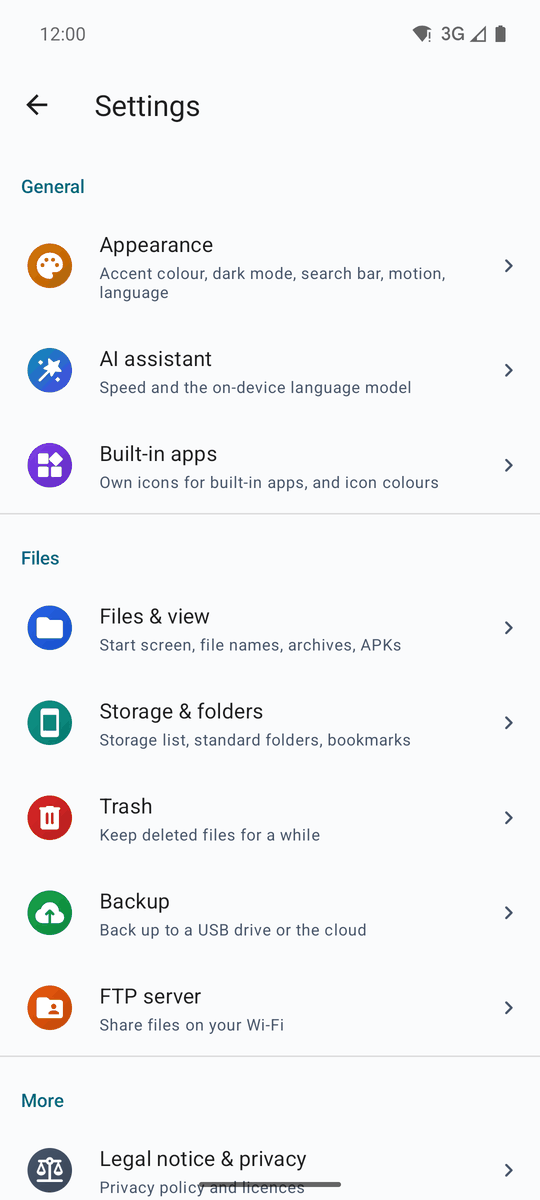 12:00
3G
Settings
General
Appearance
Accent colour, dark mode, search bar, motion,
language
AI assistant
Speed and the on-device language model
Built-in apps
Own icons for built-in apps, and icon colours
Files
Files & view
Start screen, file names, archives, APKs
Storage & folders
Storage list, standard folders, bookmarks
Trash
Keep deleted files for a while
Backup
Back up to a USB drive or the cloud
FTP server
Share files on your Wi-Fi
More
Legal notice & privacy
Privacy policy and licences